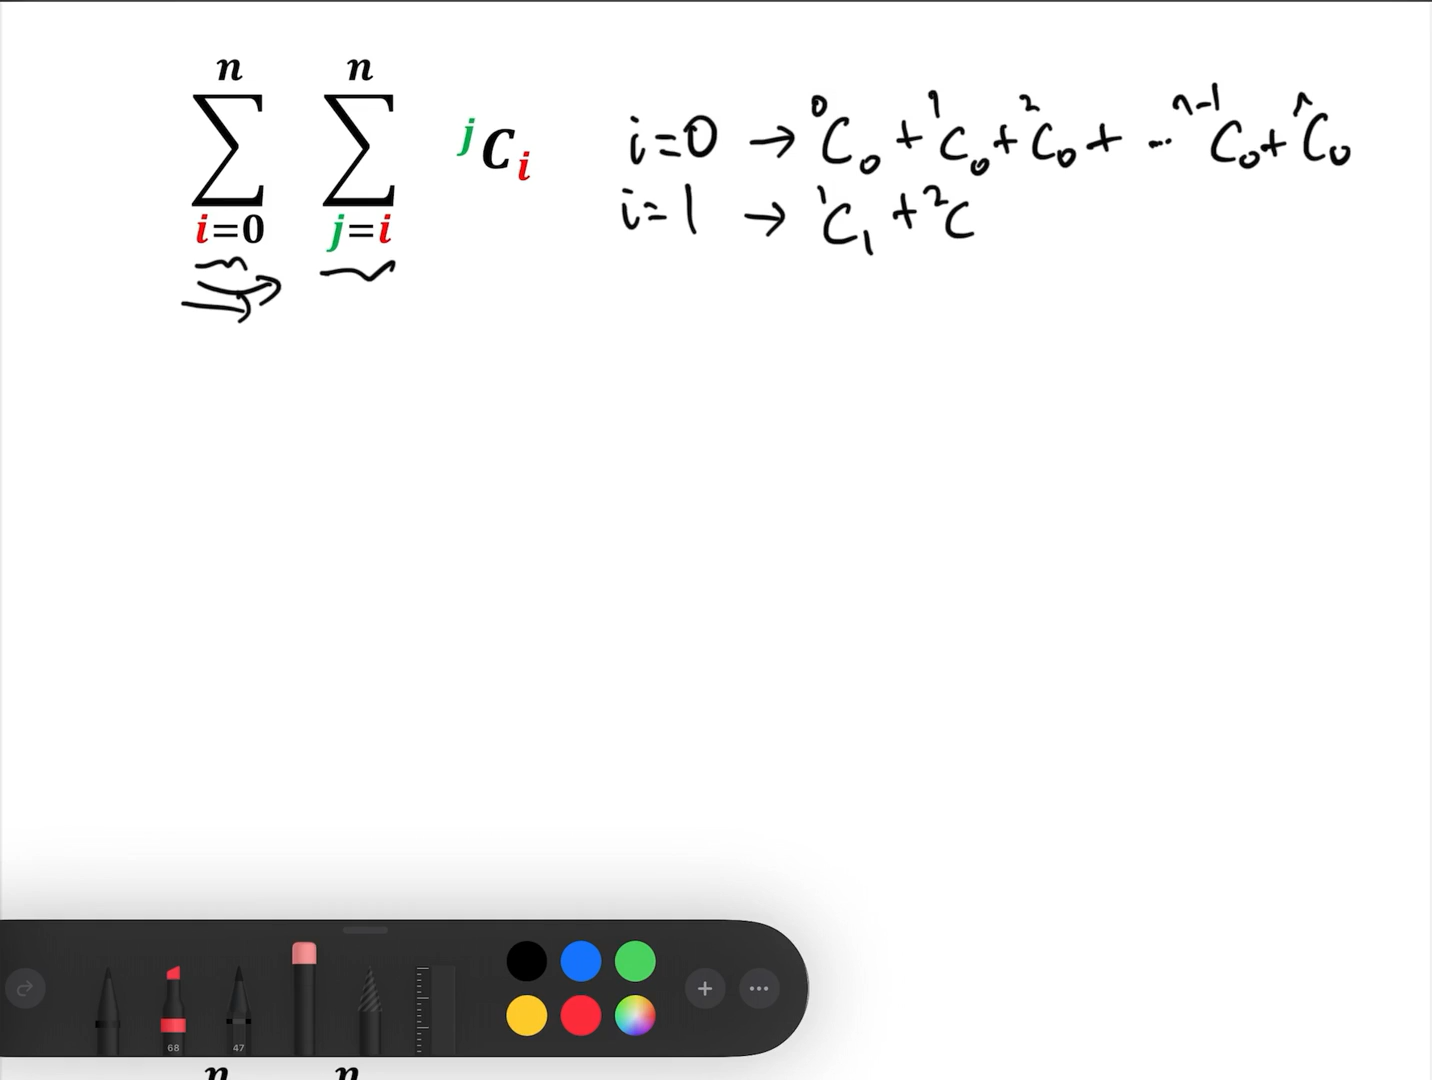 n n
∑ ∑ ʲCᵢ
i=0 j=i
i=0 → ⁰C₀ + ¹C₀ + ²C₀ + ... ⁿ⁻¹C₀ + ⁿC₀
i=1 → ¹C₁ + ²C
68 47
n n